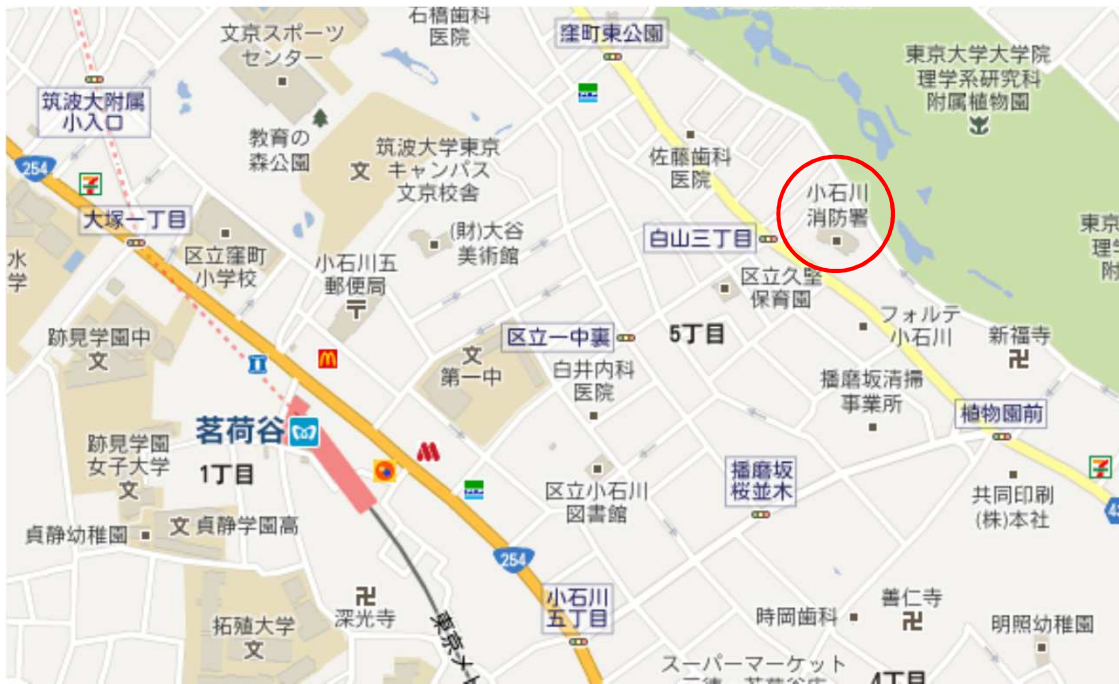 石橋歯科
医院
文京スポーツ
センター
窪町東公園
東京大学大学院
理学系研究科
附属植物園
筑波大附属
小入口
教育の
森公園
筑波大学東京
キャンパス
文京校舎
佐藤歯科
医院
小石川
消防署
254
大塚一丁目
区立窪町
小学校
(財)大谷
美術館
白山三丁目
東京
理学
附
水
学
小石川五
郵便局
区立久堅
保育園
跡見学園中
文
区立一中裏
5丁目
フォルテ
小石川
新福寺
文
第一中
白井内科
医院
播磨坂清掃
事業所
植物園前
茗荷谷
跡見学園
女子大学
文
1丁目
播磨坂
桜並木
区立小石川
図書館
共同印刷
(株)本社
貞静幼稚園
文 貞静学園高
254
小石川
五丁目
深光寺
東京メト
時岡歯科
善仁寺
明照幼稚園
拓殖大学
文
スーパーマーケット
4丁目